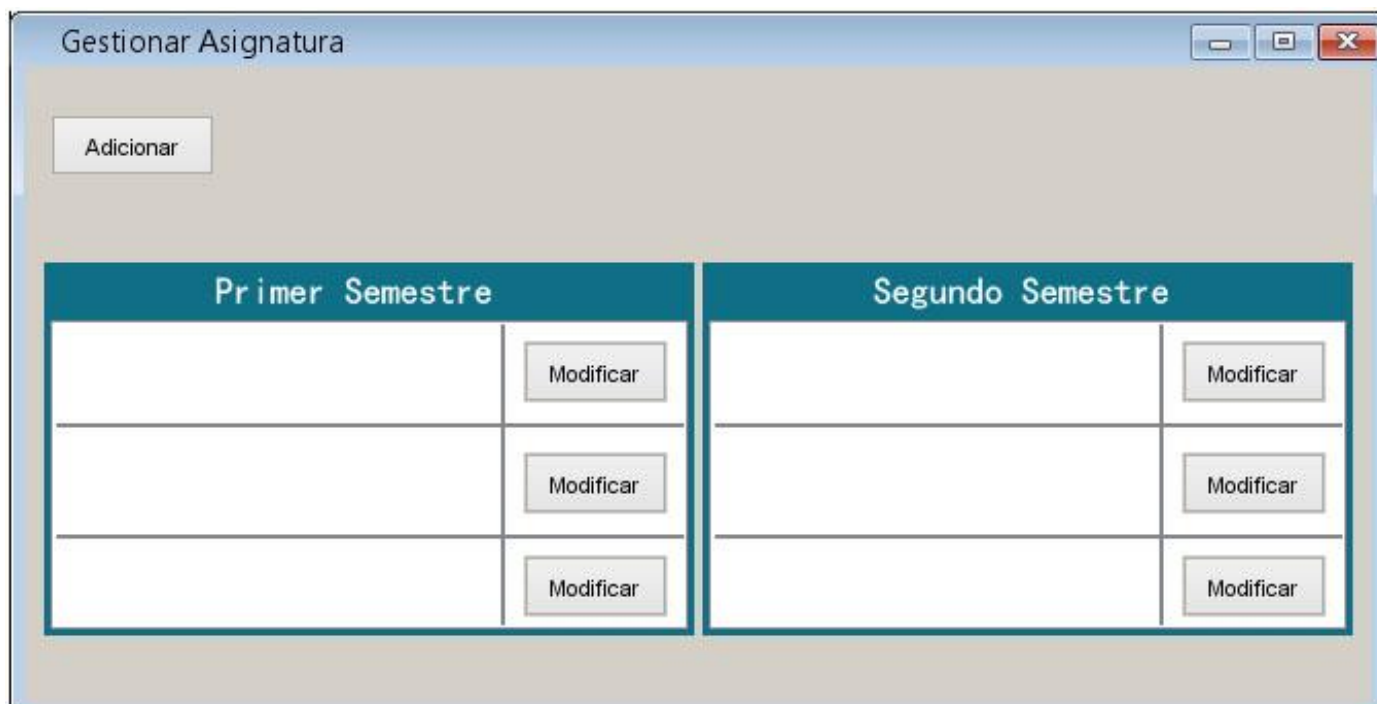 Gestionar Asignatura
Adicionar
Primer Semestre
Segundo Semestre
Modificar
Modificar
Modificar
Modificar
Modificar
Modificar